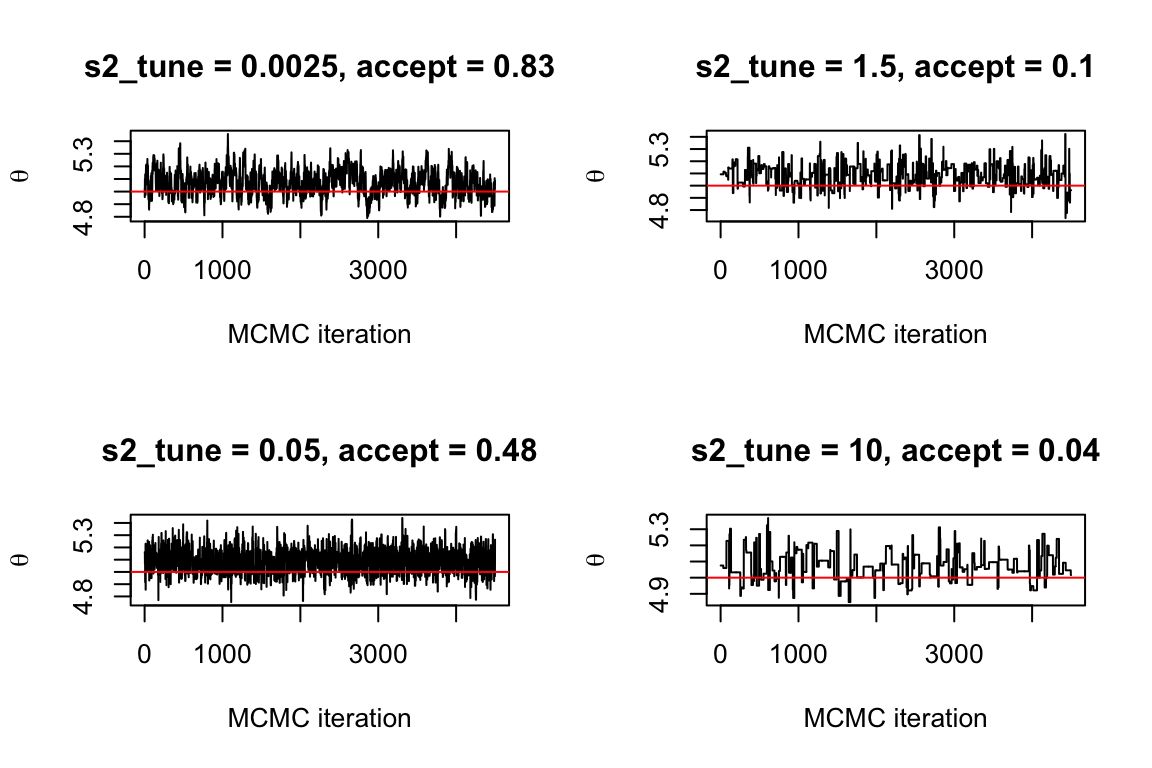 s2_tune = 0.0025, accept = 0.83
θ
5.3
4.8
0 1000 3000
MCMC iteration
s2_tune = 1.5, accept = 0.1
θ
5.3
4.8
0 1000 3000
MCMC iteration
s2_tune = 0.05, accept = 0.48
θ
5.3
4.8
0 1000 3000
MCMC iteration
s2_tune = 10, accept = 0.04
θ
5.3
4.9
0 1000 3000
MCMC iteration